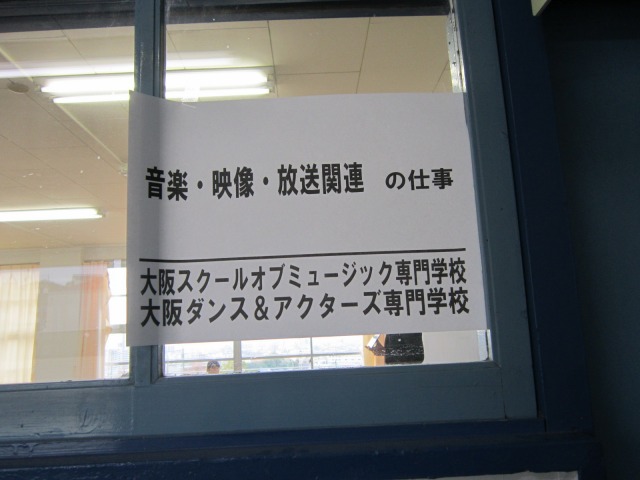 音楽・映像・放送関連 の仕事
大阪スクールオブミュージック専門学校
大阪ダンス＆アクターズ専門学校